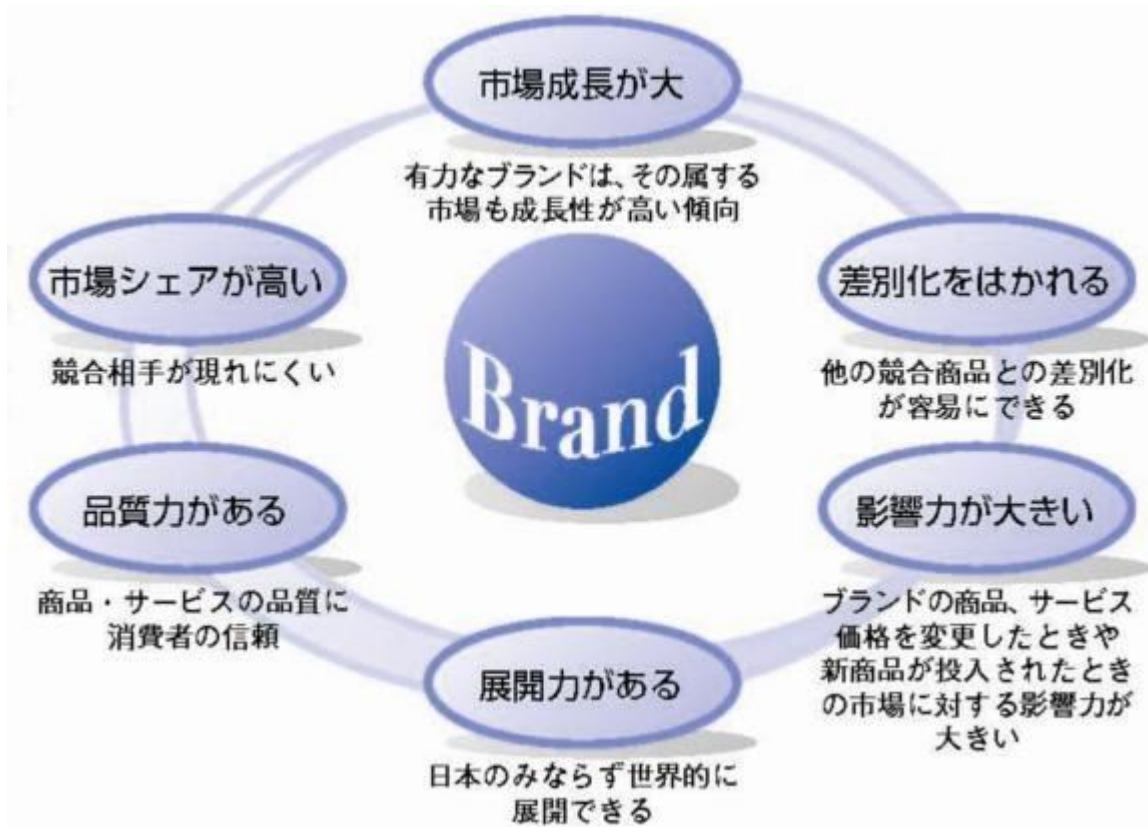 市場成長が大
有力なブランドは、その属する
市場も成長性が高い傾向
市場シェアが高い
競合相手が現れにくい
差別化をはかれる
他の競合商品との差別化
が容易にできる
Brand
品質力がある
商品・サービスの品質に
消費者の信頼
影響力が大きい
ブランドの商品、サービス
価格を変更したときや
新商品が投入されたとき
の市場に対する影響力が
大きい
展開力がある
日本のみならず世界的に
展開できる